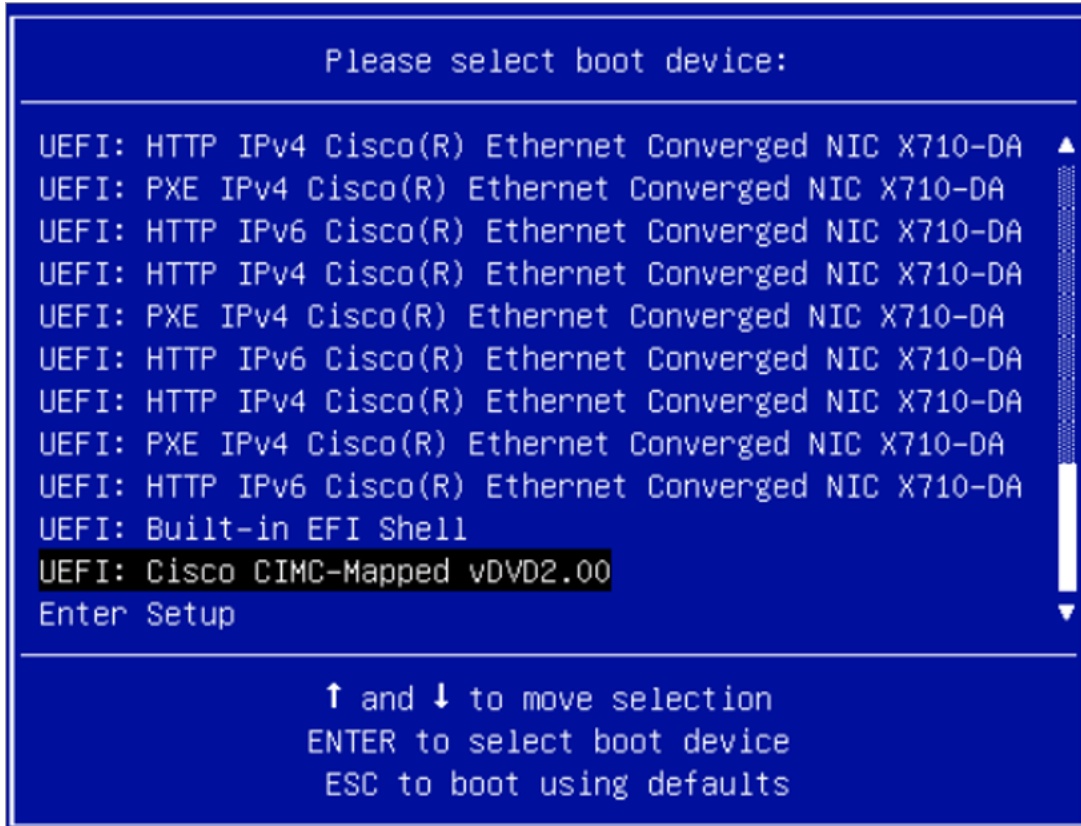 Please select boot device:
UEFI: HTTP IPv4 Cisco(R) Ethernet Converged NIC X710-DA
UEFI: PXE IPv4 Cisco(R) Ethernet Converged NIC X710-DA
UEFI: HTTP IPv6 Cisco(R) Ethernet Converged NIC X710-DA
UEFI: HTTP IPv4 Cisco(R) Ethernet Converged NIC X710-DA
UEFI: PXE IPv4 Cisco(R) Ethernet Converged NIC X710-DA
UEFI: HTTP IPv6 Cisco(R) Ethernet Converged NIC X710-DA
UEFI: HTTP IPv4 Cisco(R) Ethernet Converged NIC X710-DA
UEFI: PXE IPv4 Cisco(R) Ethernet Converged NIC X710-DA
UEFI: HTTP IPv6 Cisco(R) Ethernet Converged NIC X710-DA
UEFI: Built-in EFI Shell
UEFI: Cisco CIMC-Mapped vDVD2.00
Enter Setup
↑ and ↓ to move selection
ENTER to select boot device
ESC to boot using defaults